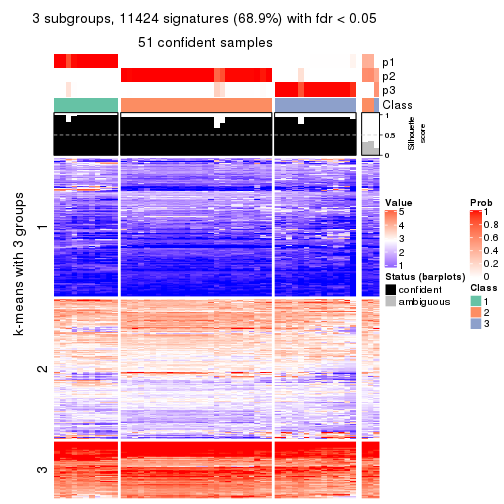 3 subgroups, 11424 signatures (68.9%) with fdr < 0.05
51 confident samples
p1
p2
p3
Class
1
0.5
0
Silhouette
score
k-means with 3 groups
1
2
3
Value
5
4
3
2
1
Status (barplots)
confident
ambiguous
Prob
1
0.8
0.6
0.4
0.2
0
Class
1
2
3